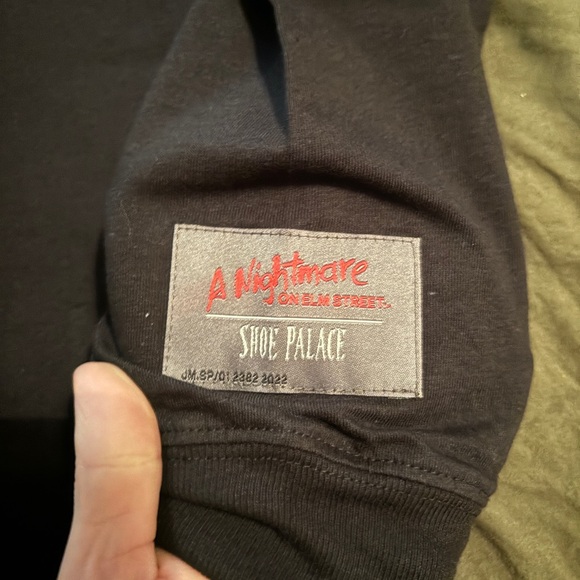 A Nightmare
ON ELM STREET
SHOE PALACE
JM.SP/01 2382 2022